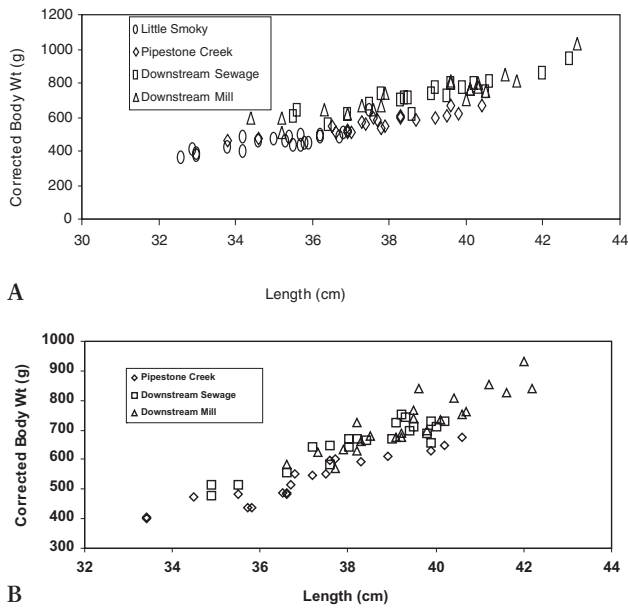 1200
1000
800
600
400
200
0
Corrected Body Wt (g)
Little Smoky
Pipestone Creek
Downstream Sewage
Downstream Mill
30 32 34 36 38 40 42 44
A
Length (cm)
1000
900
800
700
600
500
400
300
Corrected Body Wt (g)
Pipestone Creek
Downstream Sewage
Downstream Mill
32 34 36 38 40 42 44
B
Length (cm)